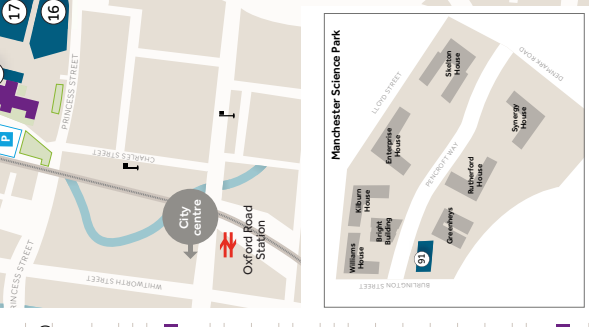 17
16
PRINCESS STREET
P
CHARLES STREET
City
centre
Oxford Road
Station
WHITWORTH STREET
RINCESS STREET
Manchester Science Park
LLOYD STREET
DENMARK ROAD
Skelton
House
Synergy
House
Enterprise
House
PENCROFT WAY
Rutherford
House
Kilburn
House
Bright
Building
Williams
House
Greenheys
91
BURLINGTON STREET